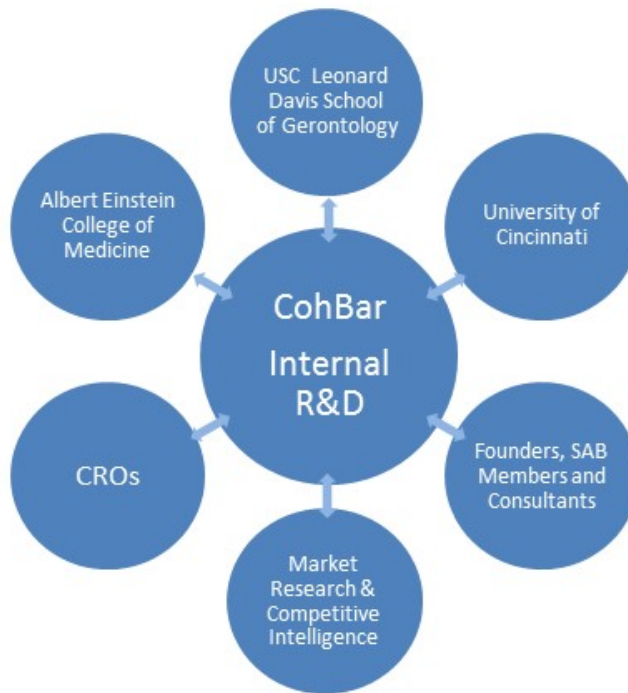 USC Leonard
Davis School
of Gerontology
Albert Einstein
College of
Medicine
University of
Cincinnati
CohBar
Internal
R&D
CROs
Founders, SAB
Members and
Consultants
Market
Research &
Competitive
Intelligence